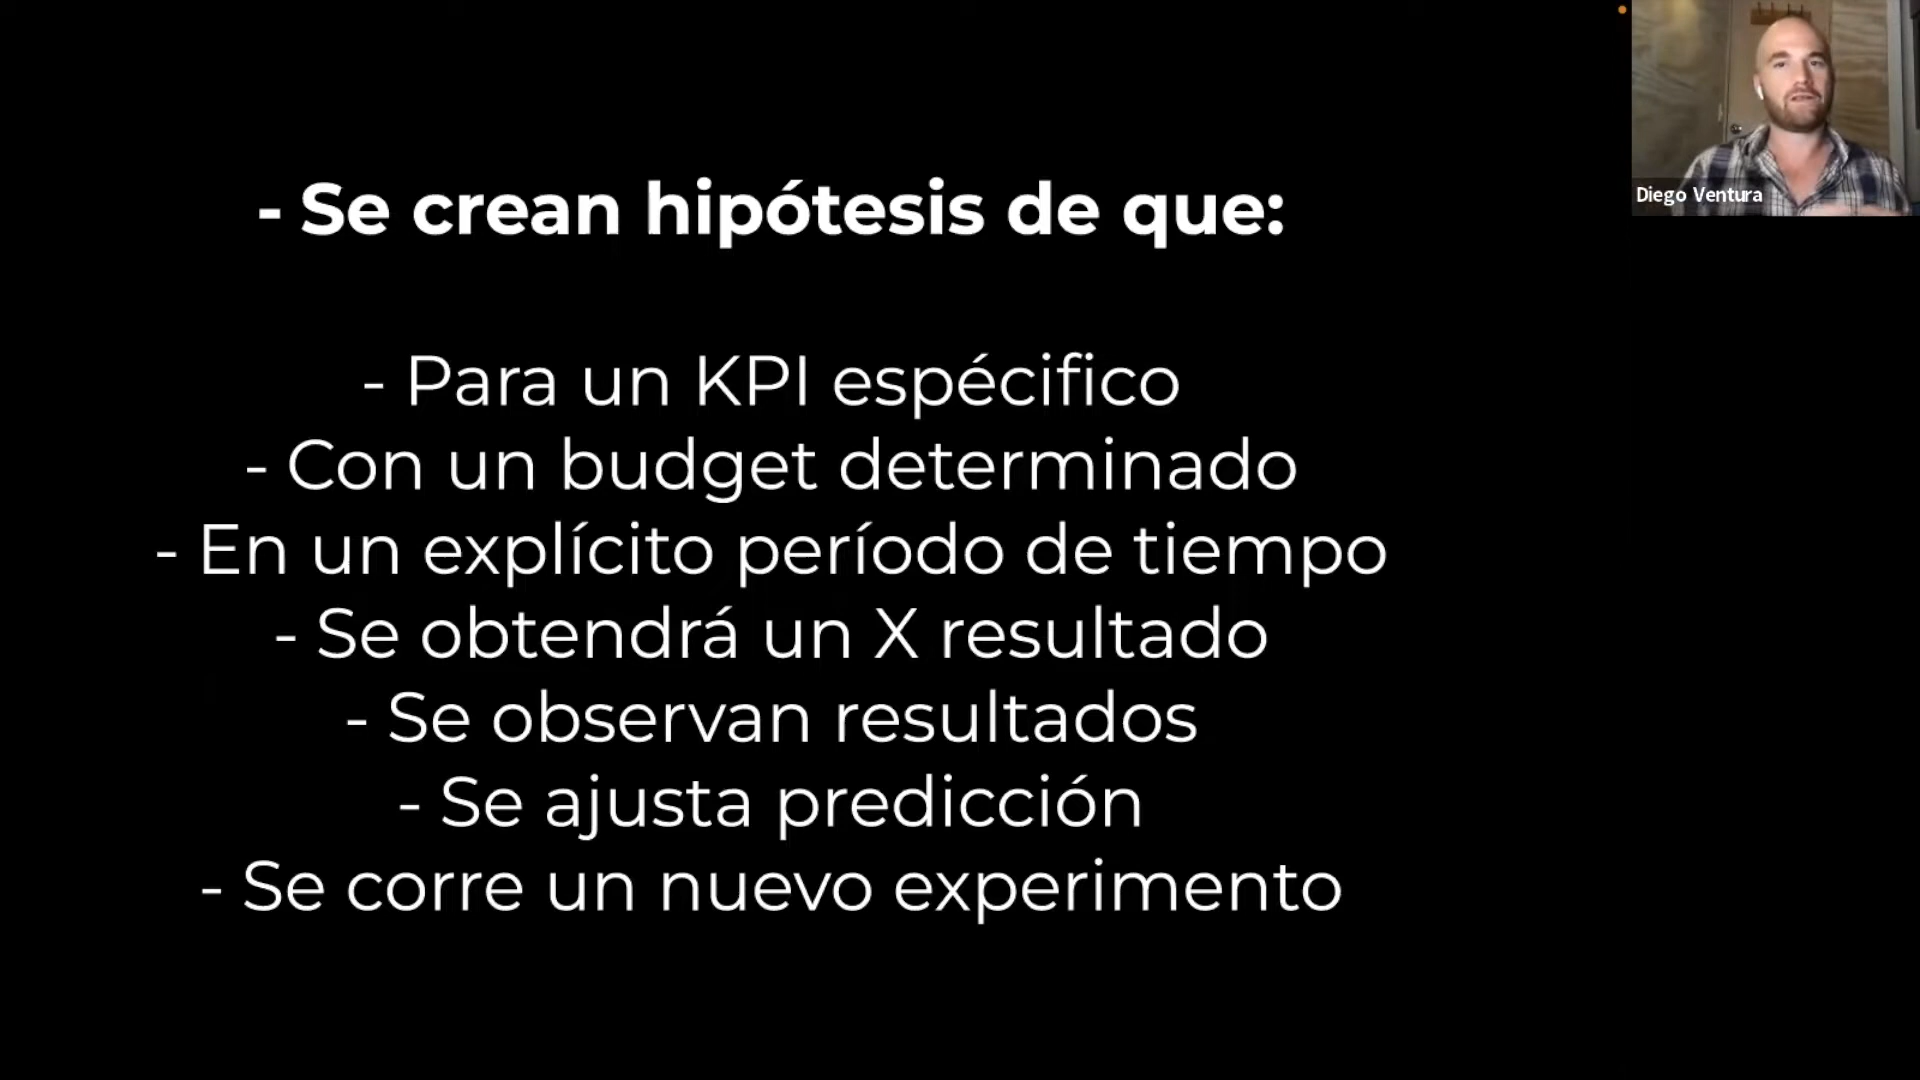 - Se crean hipótesis de que:
- Para un KPI espécifico
- Con un budget determinado
- En un explícito período de tiempo
- Se obtendrá un X resultado
- Se observan resultados
- Se ajusta predicción
- Se corre un nuevo experimento
Diego Ventura